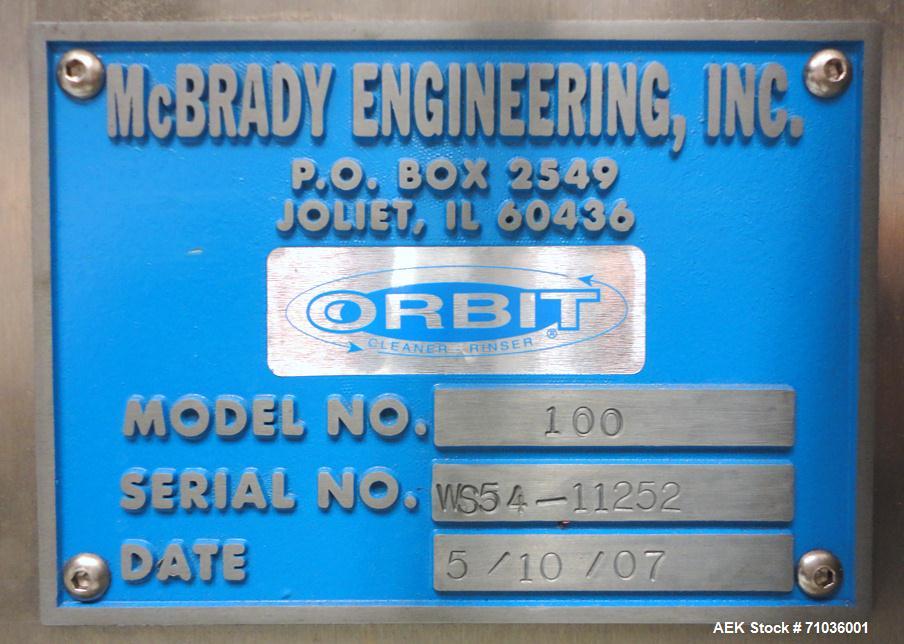 McBRADY ENGINEERING, INC.
P.O. BOX 2549
JOLIET, IL 60436
ORBIT®
CLEANER - RINSER
MODEL NO. 100
SERIAL NO. WS54-11252
DATE 5/10/07
AEK Stock # 71036001